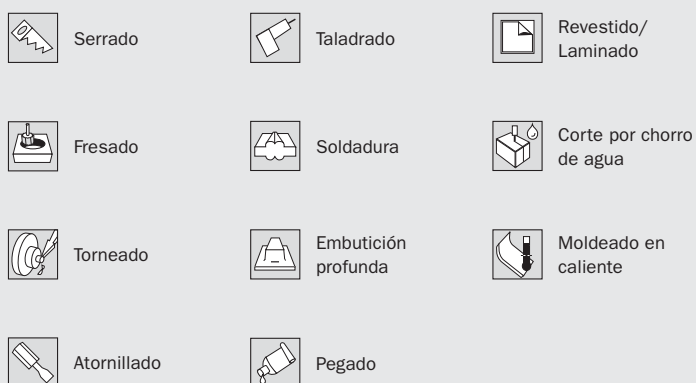 Serrado
Taladrado
Revestido/
Laminado
Fresado
Soldadura
Corte por chorro
de agua
Torneado
Embutición
profunda
Moldeado en
caliente
Atornillado
Pegado